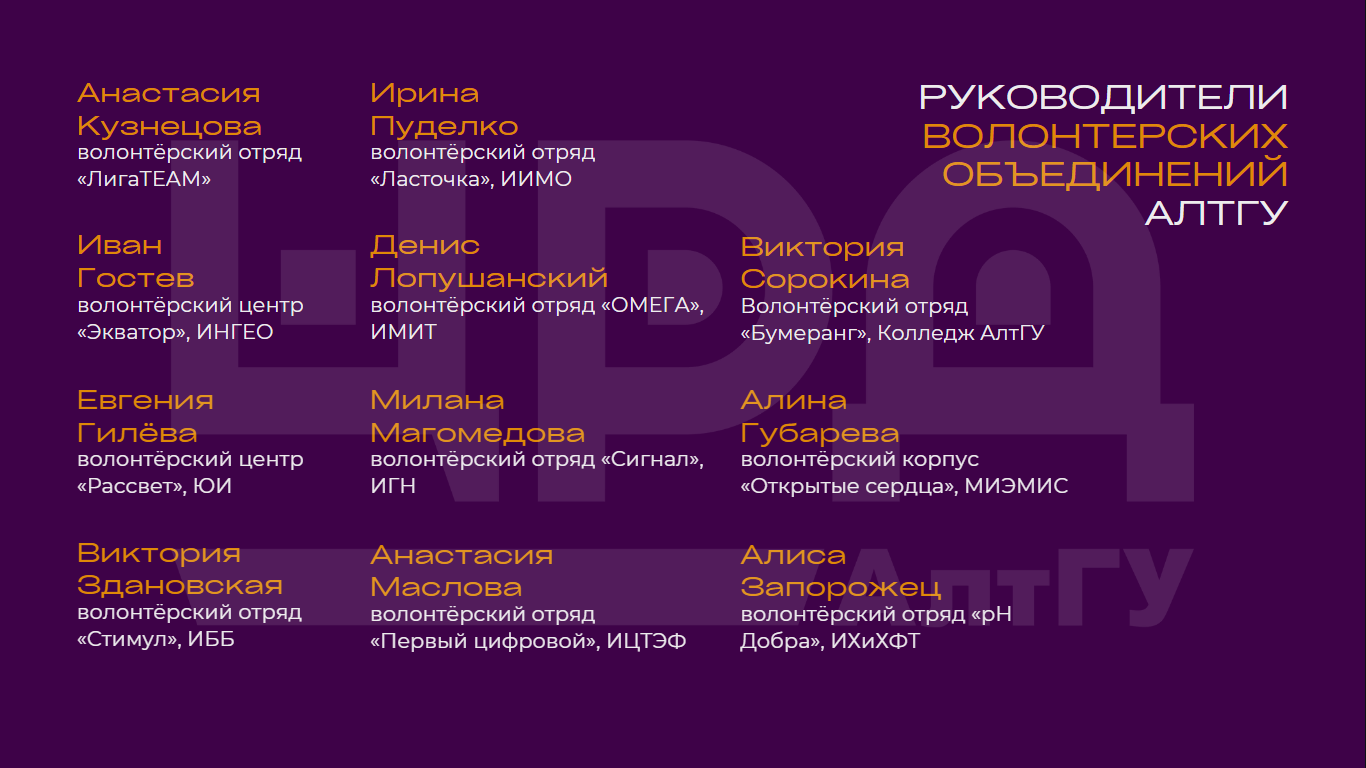 РУКОВОДИТЕЛИ
ВОЛОНТЕРСКИХ
ОБЪЕДИНЕНИЙ
АЛТГУ
Анастасия
Кузнецова
волонтёрский отряд
«ЛигаTEAM»
Ирина
Пуделко
волонтёрский отряд
«Ласточка», ИИМО
Иван
Гостев
волонтёрский центр
«Экватор», ИНГЕО
Денис
Лопушанский
волонтёрский отряд «ОМЕГА»,
ИМИТ
Виктория
Сорокина
Волонтёрский отряд
«Бумеранг», Колледж АлтГУ
Евгения
Гилёва
волонтёрский центр
«Рассвет», ЮИ
Милана
Магомедова
волонтёрский отряд «Сигнал»,
ИГН
Алина
Губарева
волонтёрский корпус
«Открытые сердца», МИЭМИС
Виктория
Здановская
волонтёрский отряд
«Стимул», ИББ
Анастасия
Маслова
волонтёрский отряд
«Первый цифровой», ИЦТЭФ
Алиса
Запорожец
волонтёрский отряд «pH
Добра», ИХиХФТ
ЦРД
АлтГУ